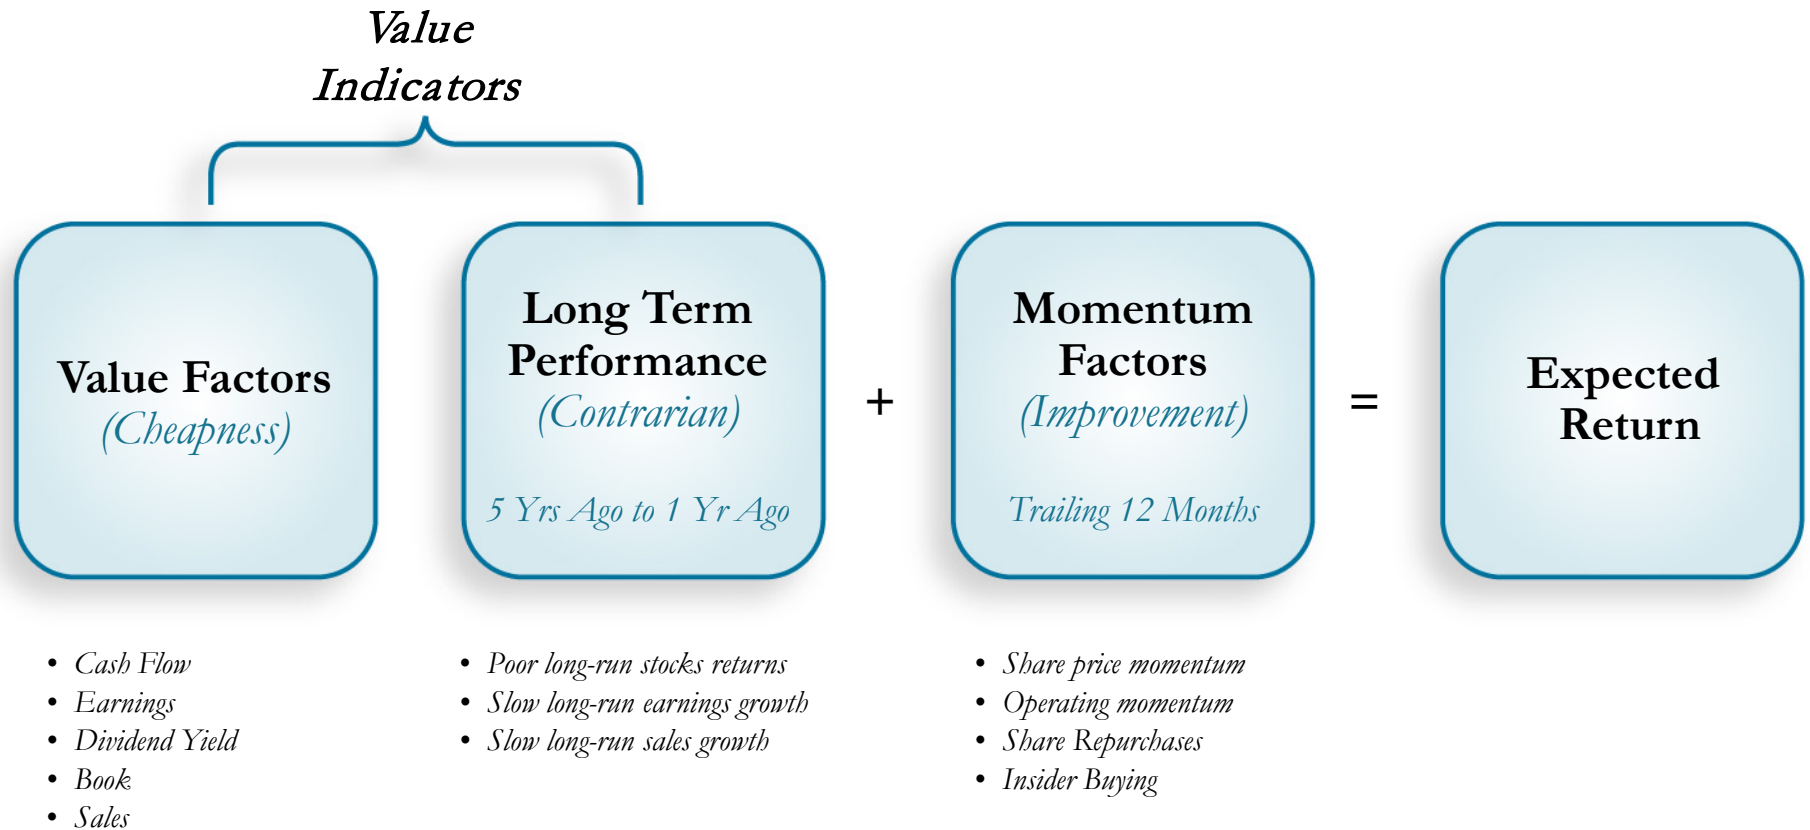 Value
Indicators
Value Factors
(Cheapness)
Long Term
Performance
(Contrarian)
5 Yrs Ago to 1 Yr Ago
+
Momentum
Factors
(Improvement)
Trailing 12 Months
=
Expected
Return
• Cash Flow
• Earnings
• Dividend Yield
• Book
• Sales
• Poor long-run stocks returns
• Slow long-run earnings growth
• Slow long-run sales growth
• Share price momentum
• Operating momentum
• Share Repurchases
• Insider Buying